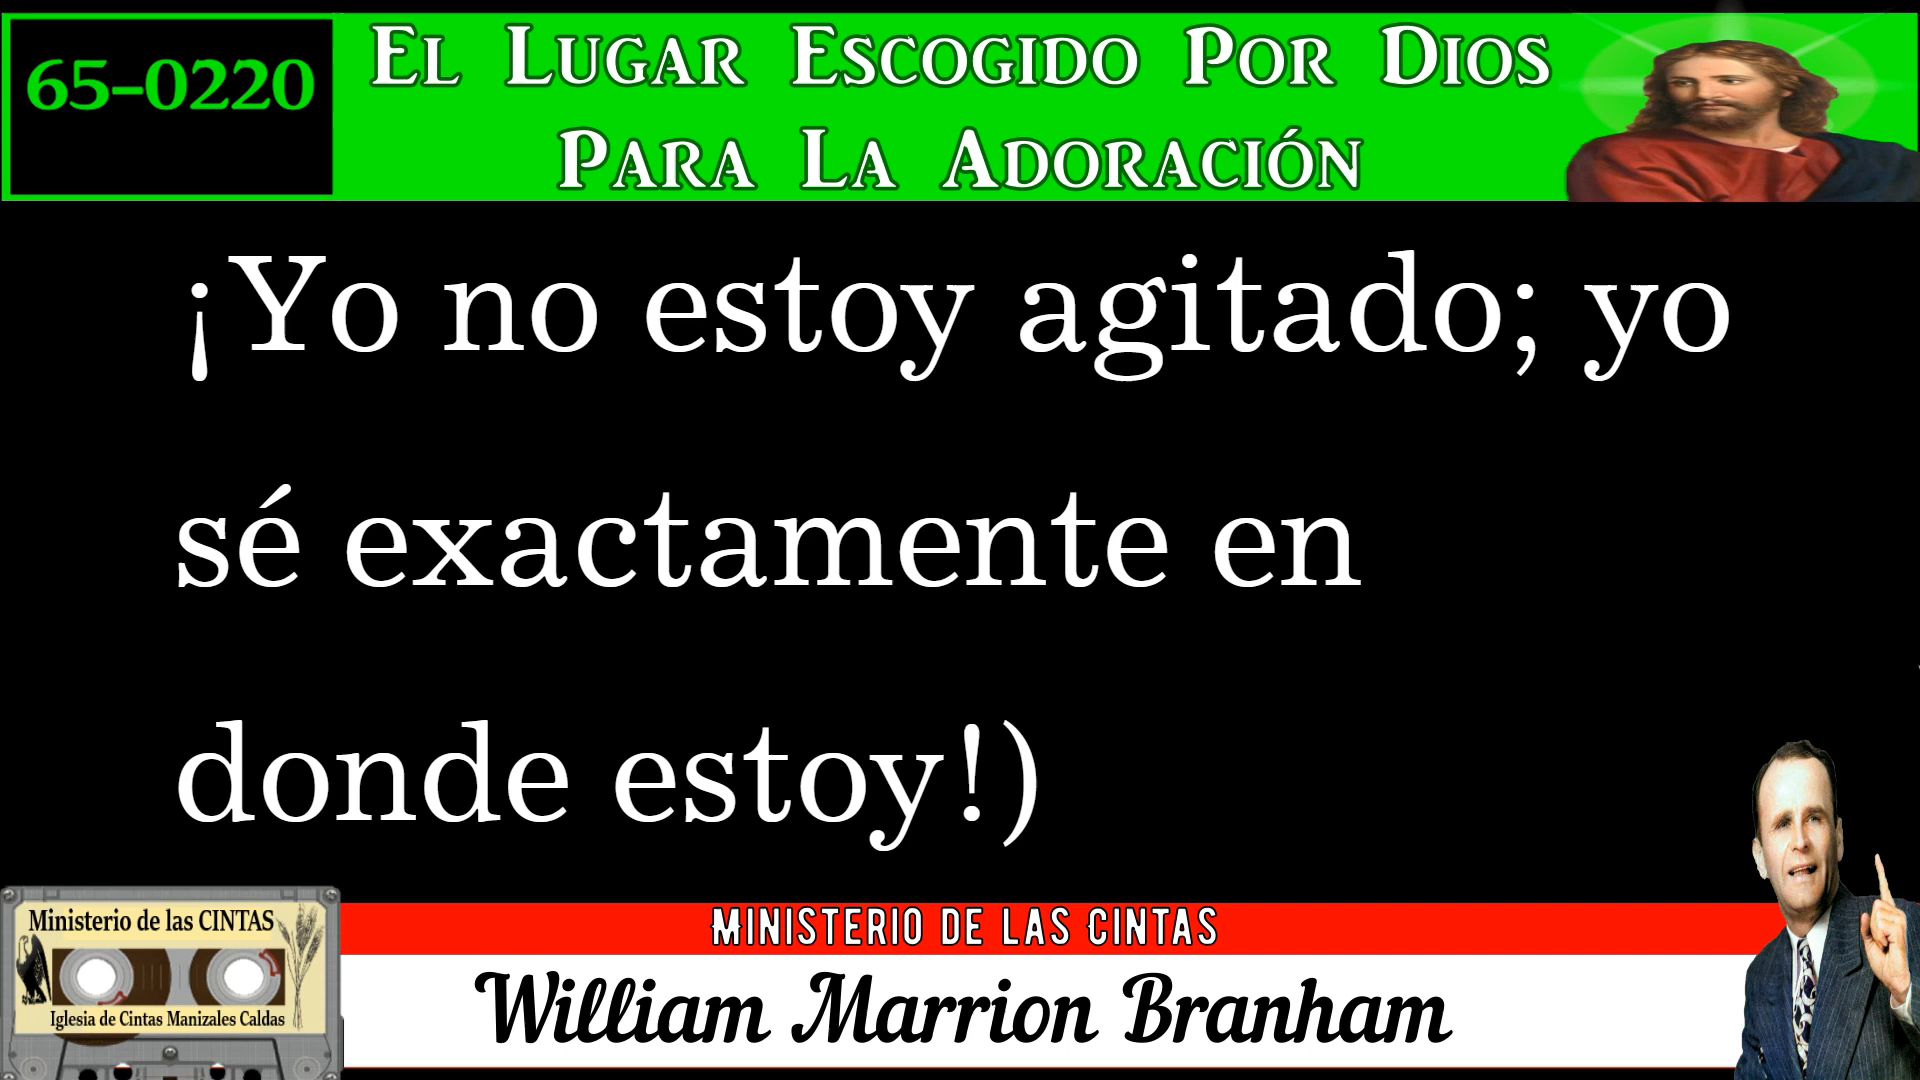 65-0220
El Lugar Escogido Por Dios
Para La Adoración
¡Yo no estoy agitado; yo
sé exactamente en
donde estoy!)
Ministerio de las CINTAS
Iglesia de Cintas Manizales Caldas
MINISTERIO DE LAS CINTAS
William Marrion Branham